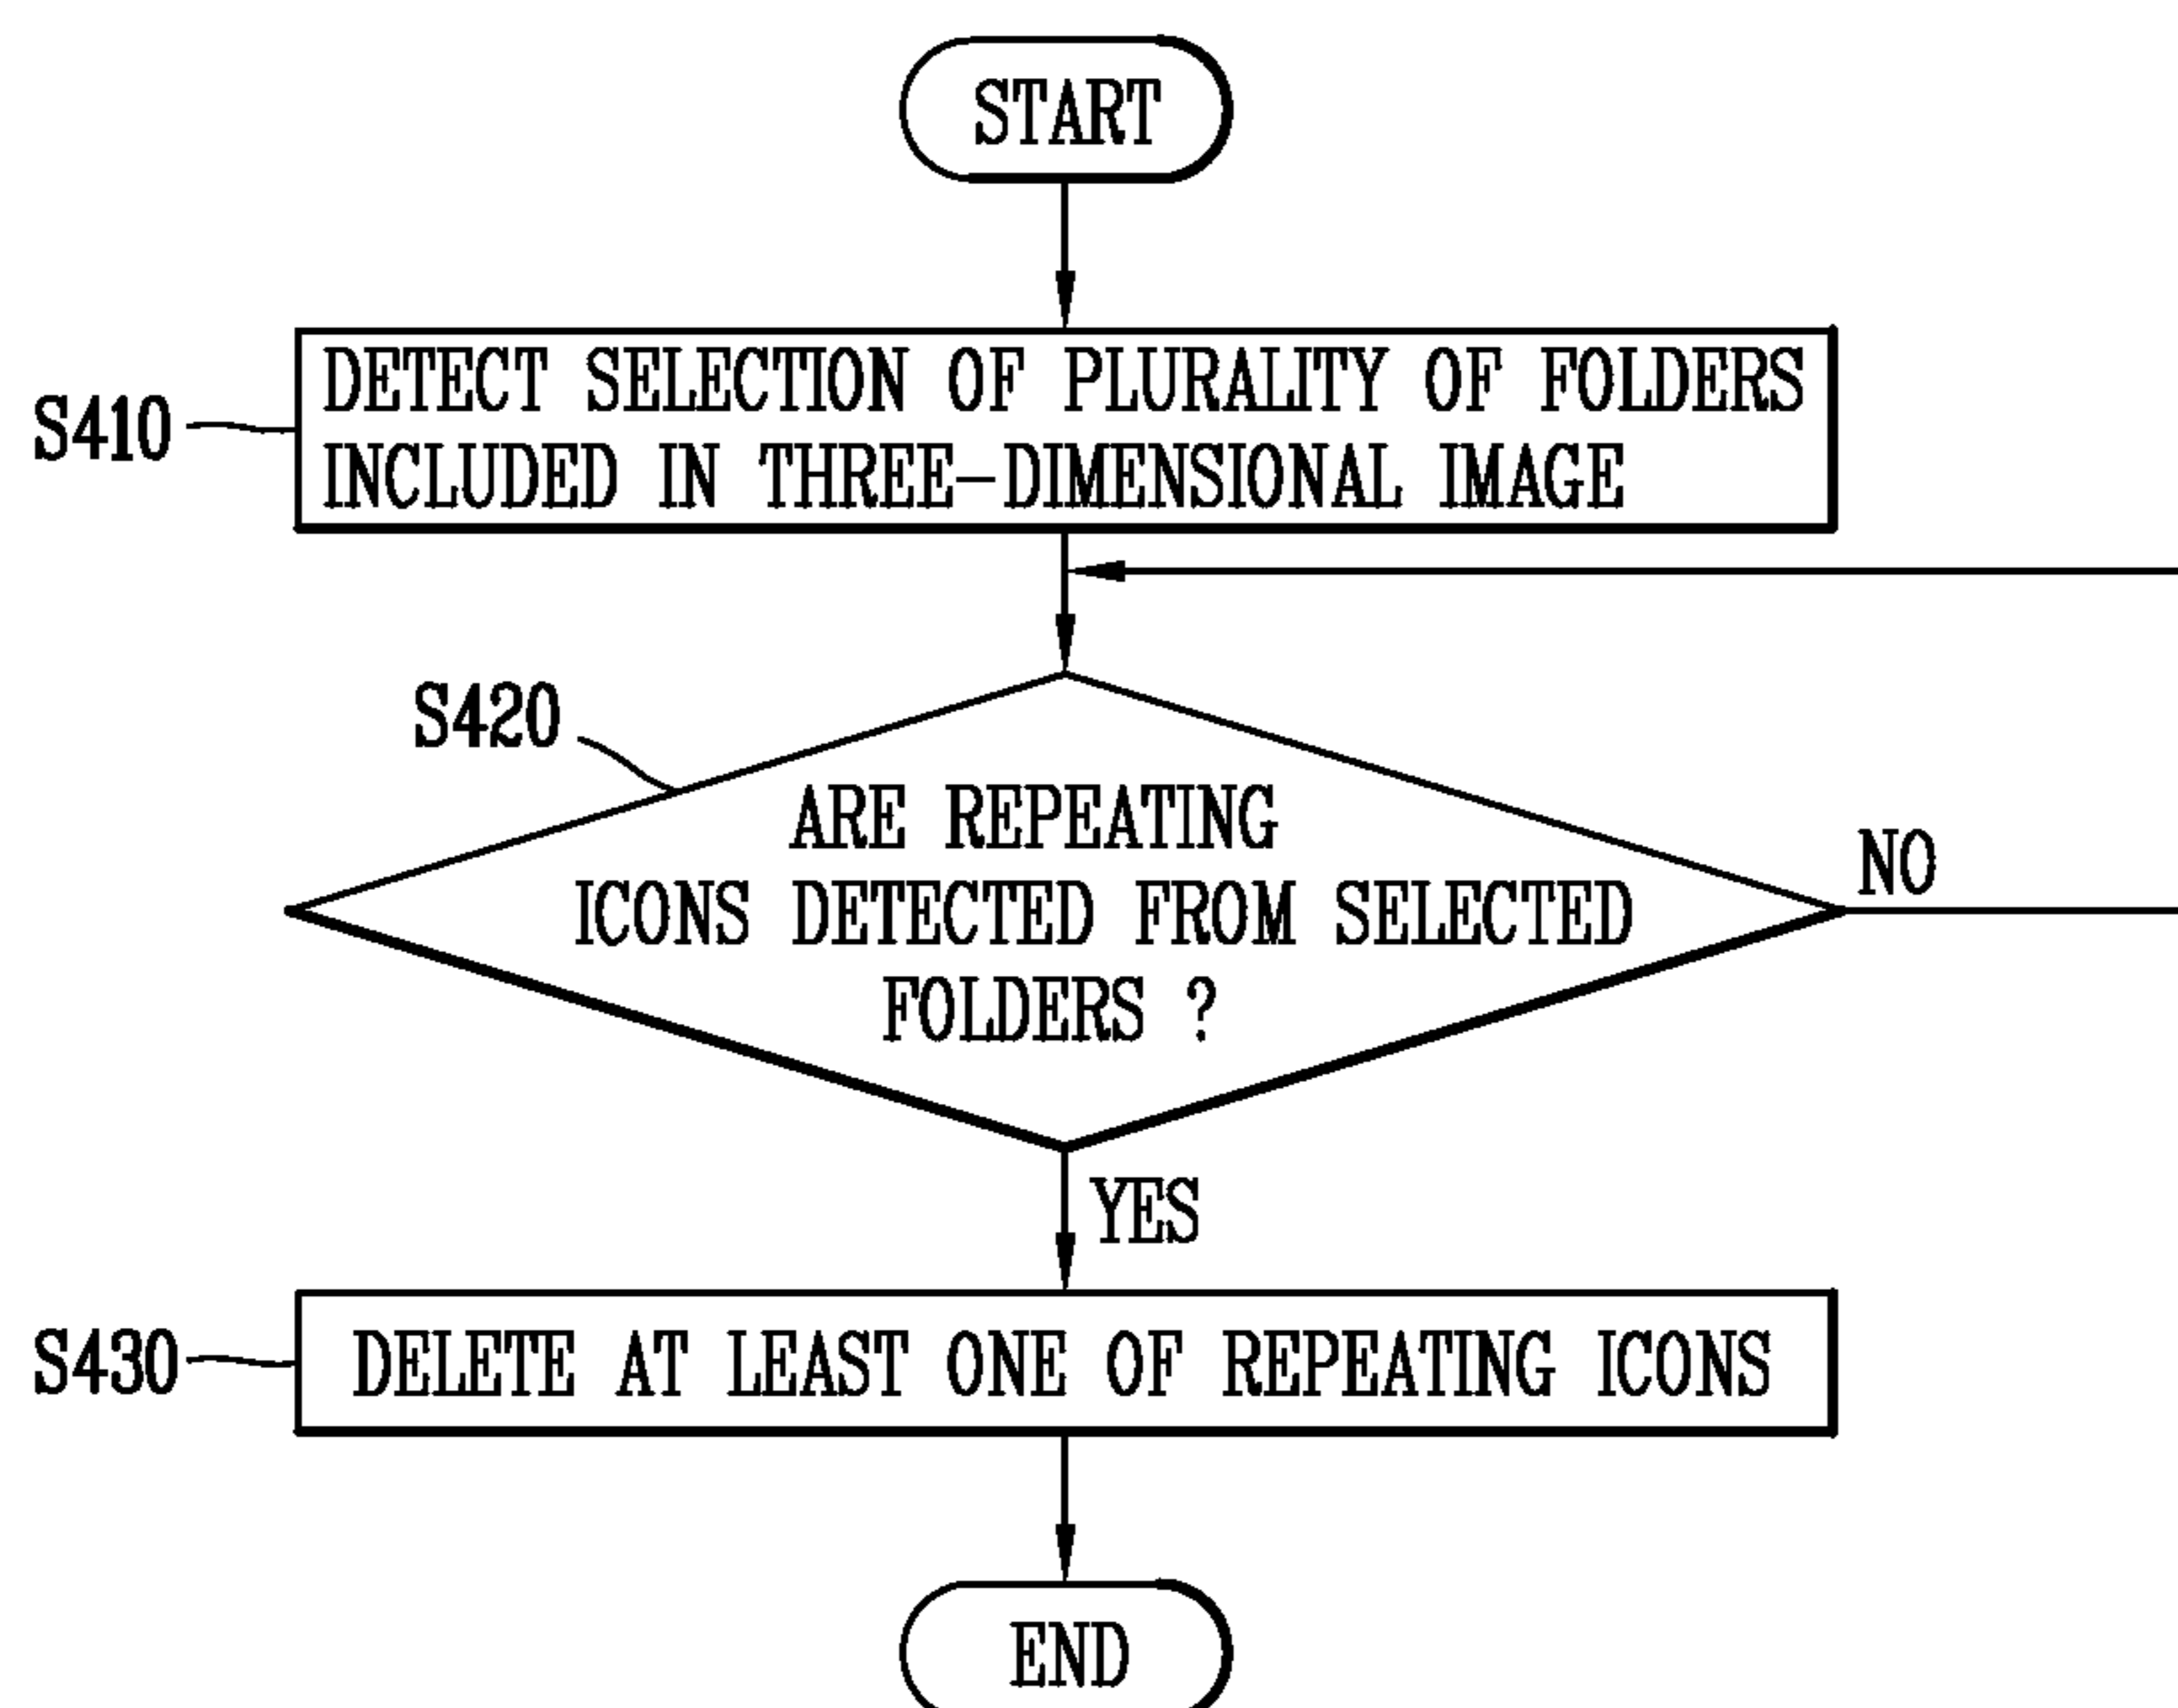 START
S410
DETECT SELECTION OF PLURALITY OF FOLDERS
INCLUDED IN THREE-DIMENSIONAL IMAGE
S420
ARE REPEATING
ICONS DETECTED FROM SELECTED
FOLDERS ?
NO
YES
S430
DELETE AT LEAST ONE OF REPEATING ICONS
END